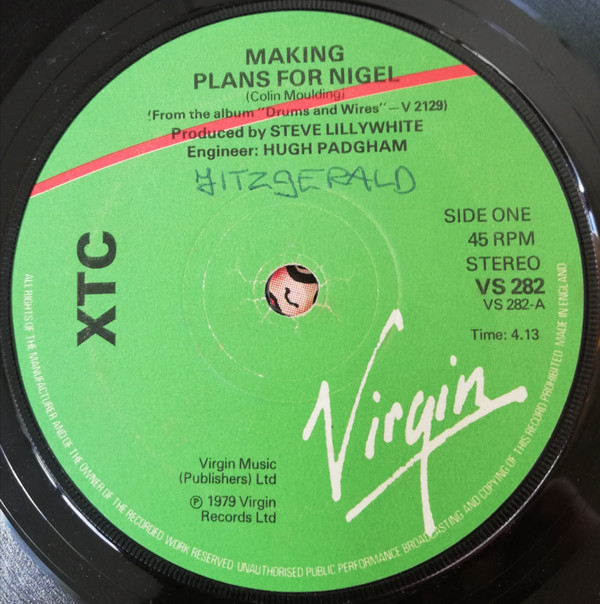 MAKING
PLANS FOR NIGEL
(Colin Moulding)
(From the album "Drums and Wires" — V 2129)
Produced by STEVE LILLYWHITE
Engineer: HUGH PADGHAM
FITZGERALD
SIDE ONE
45 RPM
STEREO
VS 282
VS 282-A
Time: 4.13
XTC
Virgin
Virgin Music
(Publishers) Ltd
℗ 1979 Virgin
Records Ltd
ALL RIGHTS OF THE MANUFACTURER AND OF THE OWNER OF THE RECORDED WORK RESERVED UNAUTHORISED PUBLIC PERFORMANCE BROADCASTING AND COPYING OF THIS RECORD PROHIBITED MADE IN ENGLAND